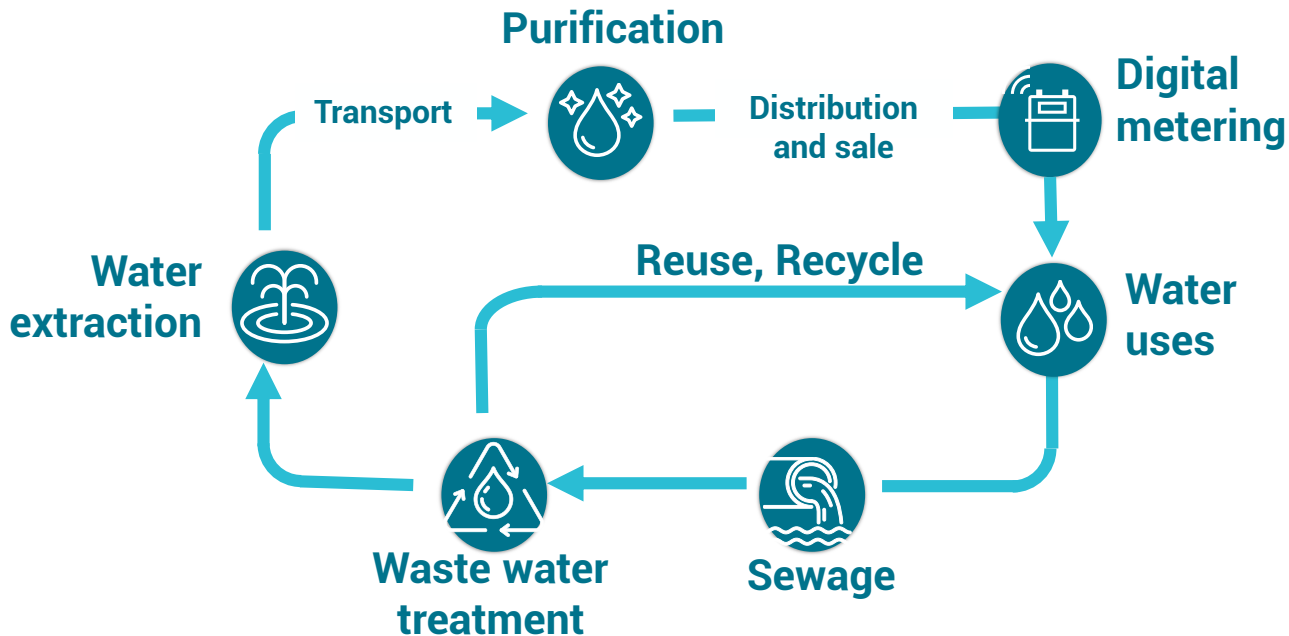 Purification
Transport
Distribution
and sale
Digital
metering
Water
extraction
Reuse, Recycle
Water
uses
Waste water
treatment
Sewage